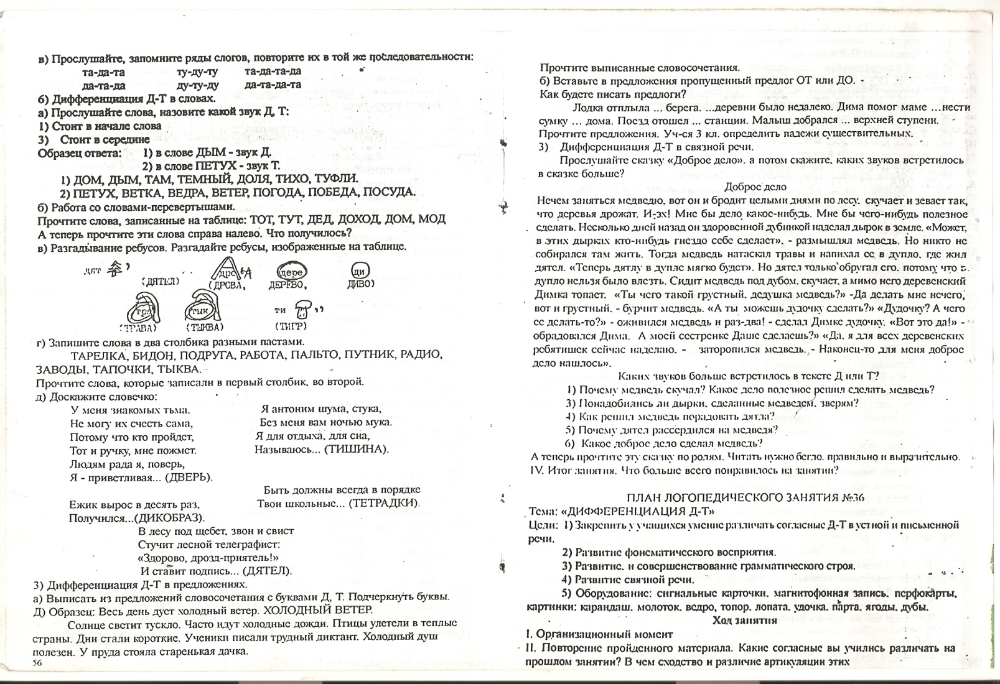 в) Прослушайте, запомните ряды слогов, повторите их в той же последовательности:
та-да-та ту-ду-ту та-да-та-да
да-та-да ду-ту-ду да-та-да-та
б) Дифференциация Д-Т в словах.
а) Прослушайте слова, назовите какой звук Д, Т:
1) Стоит в начале слова
3) Стоит в середине
Образец ответа: 1) в слове ДЫМ - звук Д.
2) в слове ПЕТУХ - звук Т.
1) ДОМ, ДЫМ, ТАМ, ТЕМНЫЙ, ДОЛЯ, ТИХО, ТУФЛИ.
2) ПЕТУХ, ВЕТКА, ВЕДРА, ВЕТЕР, ПОГОДА, ПОБЕДА, ПОСУДА.
б) Работа со словами-перевертышами.
Прочтите слова, записанные на таблице: ТОТ, ТУТ, ДЕД, ДОХОД, ДОМ, МОД
А теперь прочтите эти слова справа налево. Что получилось?
в) Разгадывание ребусов. Разгадайте ребусы, изображенные на таблице.
дят ’ дрс А дере ди
(ДЯТЕЛ) (ДРОВА, ДЕРЕВО, ДИВО)
тра тык ти ,,
(ТРАВА) (ТЫКВА) (ТИГР)
г) Запишите слова в два столбика разными пастами.
ТАРЕЛКА, БИДОН, ПОДРУГА, РАБОТА, ПАЛЬТО, ПУТНИК, РАДИО,
ЗАВОДЫ, ТАПОЧКИ, ТЫКВА.
Прочтите слова, которые записали в первый столбик, во второй.
д) Доскажите словечко:
У меня знакомых тьма,
Не могу их счесть сама,
Потому что кто пройдет,
Тот и ручку, мне пожмет.
Людям рада я, поверь,
Я - приветливая... (ДВЕРЬ).
Я антоним шума, стука,
Без меня вам ночью мука.
Я для отдыха, для сна,
Называюсь... (ТИШИНА).
Ежик вырос в десять раз,
Получился...(ДИКОБРАЗ).
Быть должны всегда в порядке
Твои школьные... (ТЕТРАДКИ).
В лесу под щебет, звон и свист
Стучит лесной телеграфист:
«Здорово, дрозд-приятель!»
И ставит подпись... (ДЯТЕЛ).
3) Дифференциация Д-Т в предложениях.
а) Выписать из предложений словосочетания с буквами Д, Т. Подчеркнуть буквы.
Д) Образец: Весь день дует холодный ветер. ХОЛОДНЫЙ ВЕТЕР.
Солнце светит тускло. Часто идут холодные дожди. Птицы улетели в теплые
страны. Дни стали короткие. Ученики писали трудный диктант. Холодный душ
полезен. У пруда стояла старенькая дачка.
56
Прочтите выписанные словосочетания.
б) Вставьте в предложения пропущенный предлог ОТ или ДО.
Как будете писать предлоги?
Лодка отплыла ... берега. ...деревни было недалеко. Дима помог маме ...нести
сумку ... дома. Поезд отошел ... станции. Малыш добрался ... верхней ступени.
Прочтите предложения. Уч-ся 3 кл. определить падежи существительных.
3) Дифференциация Д-Т в связной речи.
Прослушайте сказку «Доброе дело», а потом скажите, каких звуков встретилось
в сказке больше?
Доброе дело
Нечем заняться медведю, вот он и бродит целыми днями по лесу, скучает и зевает так,
что деревья дрожат. И-эх! Мне бы дело какое-нибудь. Мне бы чего-нибудь полезное
сделать. Несколько дней назад он здоровенной дубинкой наделал дырок в земле. «Может,
в этих дырках кто-нибудь гнездо себе сделает», - размышлял медведь. Но никто не
собирался там жить. Тогда медведь натаскал травы и напихал ее в дупло, где жил
дятел. «Теперь дятлу в дупле мягко будет». Но дятел только обругал его, потому что в
дупло нельзя было влезть. Сидит медведь под дубом, скучает, а мимо него деревенский
Димка топает. «Ты чего такой грустный, дедушка медведь?» -Да делать мне нечего,
вот и грустный, - бурчит медведь. «А ты можешь дудочку сделать?» «Дудочку? А чего
ее делать-то?» - оживился медведь и раз-два! - сделал Димке дудочку. «Вот это да!» -
обрадовался Дима. А моей сестренке Даше сделаешь?» «Да, я для всех деревенских
ребятишек сейчас наделаю, - заторопился медведь. - Наконец-то для меня доброе
дело нашлось».
Каких звуков больше встретилось в тексте Д или Т?
1) Почему медведь скучал? Какое дело полезное решил сделать медведь?
3) Понадобились ли дырки, сделанные медведем, зверям?
4) Как решил медведь порадовать дятла?
5) Почему дятел рассердился на медведя?
6) Какое доброе дело сделал медведь?
А теперь прочтите эту сказку по ролям. Читать нужно бегло, правильно и выразительно.
IV. Итог занятия. Что больше всего понравилось на занятии?
ПЛАН ЛОГОПЕДИЧЕСКОГО ЗАНЯТИЯ №36
Тема: «ДИФФЕРЕНЦИАЦИЯ Д-Т»
Цели: 1) Закрепить у учащихся умение различать согласные Д-Т в устной и письменной
речи.
2) Развитие фонематического восприятия.
3) Развитие, и совершенствование грамматического строя.
4) Развитие связной речи.
5) Оборудование: сигнальные карточки, магнитофонная запись, перфокарты,
картинки: карандаш, молоток, ведро, топор, лопата, удочка, парта, ягоды, дубы.
Ход занятия
I. Организационный момент
II. Повторение пройденного материала. Какие согласные вы учились различать на
прошлом занятии? В чем сходство и различие артикуляции этих